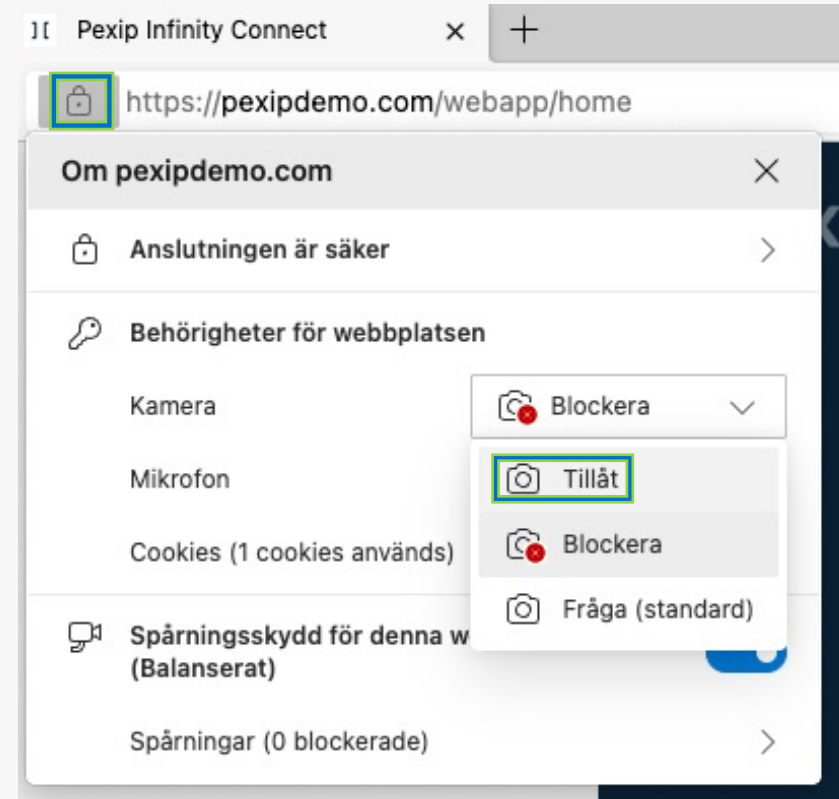 Pexip Infinity Connect
https://pexipdemo.com/webapp/home
Om pexipdemo.com
Anslutningen är säker
Behörigheter för webbplatsen
Kamera
Blockera
Mikrofon
Tillåt
Cookies (1 cookies används)
Blockera
Fråga (standard)
Spårningsskydd för denna w
(Balanserat)
Spårningar (0 blockerade)